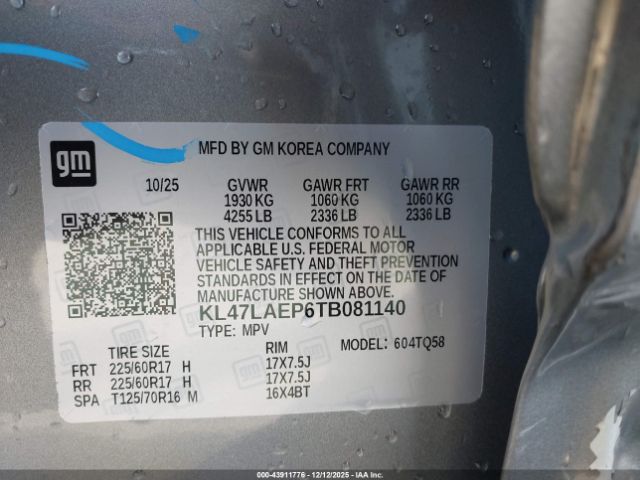 gm
MFD BY GM KOREA COMPANY
10/25 GVWR GAWR FRT GAWR RR
1930 KG 1060 KG 1060 KG
4255 LB 2336 LB 2336 LB
THIS VEHICLE CONFORMS TO ALL
APPLICABLE U.S. FEDERAL MOTOR
VEHICLE SAFETY AND THEFT PREVENTION
STANDARDS IN EFFECT ON THE DATE OF
MANUFACTURE SHOWN ABOVE.
KL47LAEP6TB081140
TYPE: MPV MODEL: 604TQ58
TIRE SIZE RIM
FRT 225/60R17 H 17X7.5J
RR 225/60R17 H 17X7.5J
SPA T125/70R16 M 16X4BT
00-43911776 - 12/12/2025 - IAAI.COM